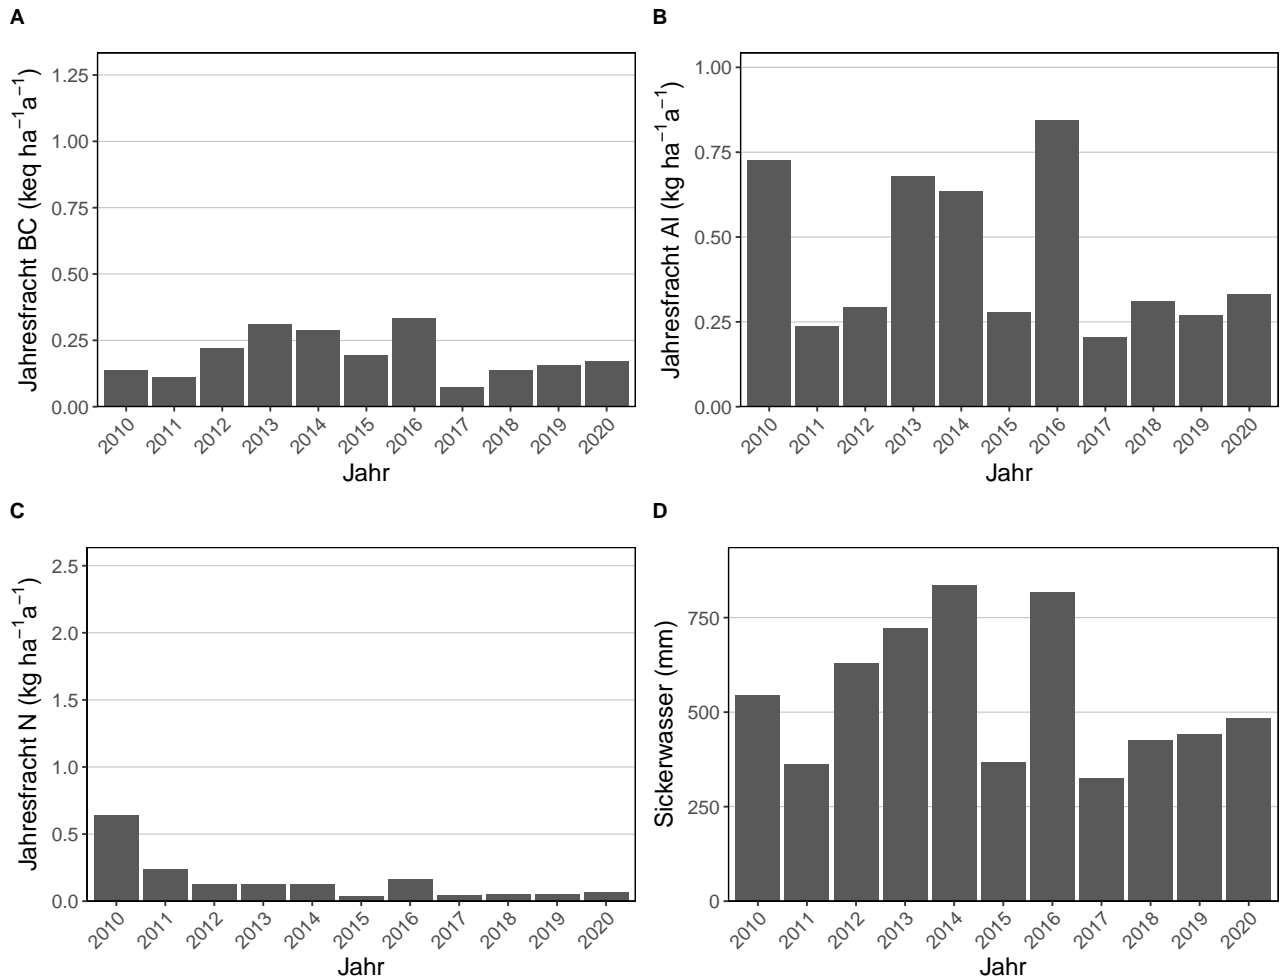 A
Jahresfracht BC (keq ha⁻¹a⁻¹)
1.25
1.00
0.75
0.50
0.25
0.00
2010 2011 2012 2013 2014 2015 2016 2017 2018 2019 2020
Jahr
B
Jahresfracht Al (kg ha⁻¹a⁻¹)
1.00
0.75
0.50
0.25
0.00
2010 2011 2012 2013 2014 2015 2016 2017 2018 2019 2020
Jahr
C
Jahresfracht N (kg ha⁻¹a⁻¹)
2.5
2.0
1.5
1.0
0.5
0.0
2010 2011 2012 2013 2014 2015 2016 2017 2018 2019 2020
Jahr
D
Sickerwasser (mm)
750
500
250
0
2010 2011 2012 2013 2014 2015 2016 2017 2018 2019 2020
Jahr